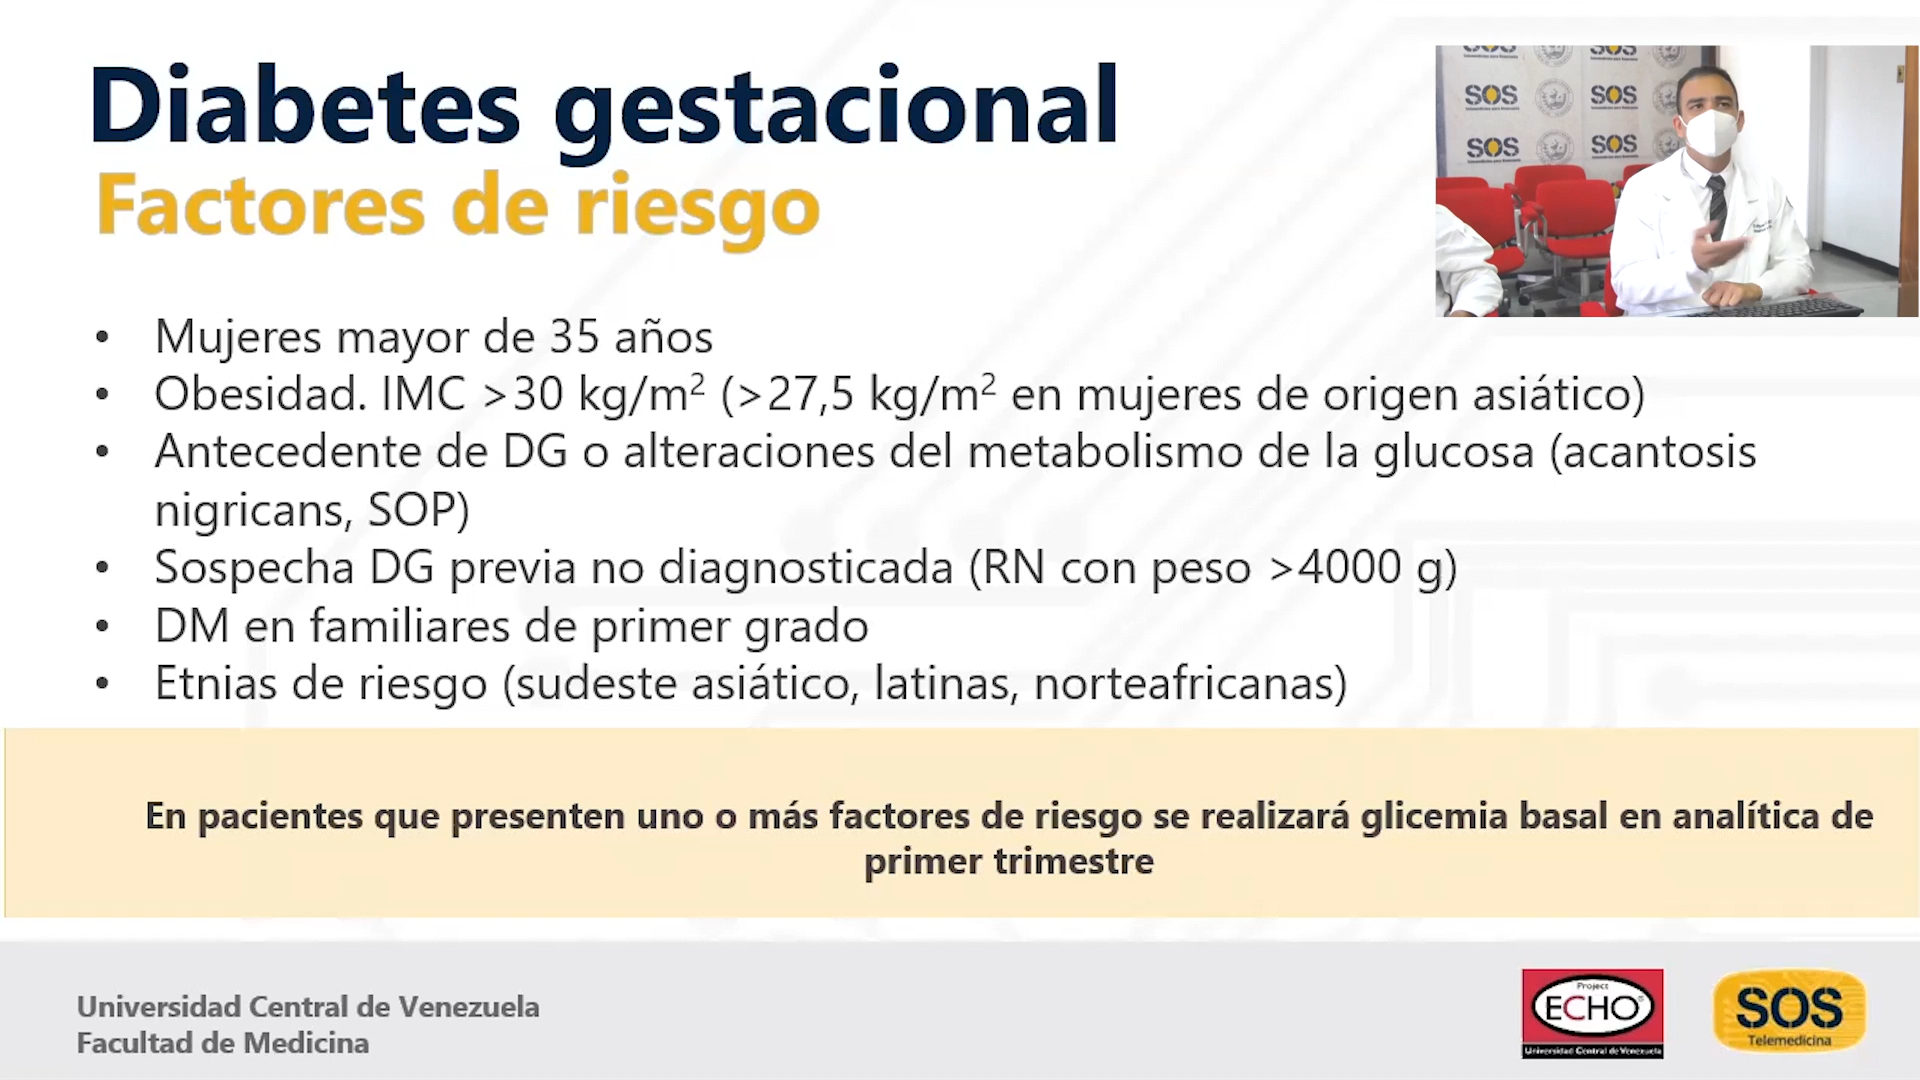 Diabetes gestacional
Factores de riesgo
SOS SOS
SOS SOS
SOS SOS
• Mujeres mayor de 35 años
• Obesidad. IMC >30 kg/m² (>27,5 kg/m² en mujeres de origen asiático)
• Antecedente de DG o alteraciones del metabolismo de la glucosa (acantosis
nigricans, SOP)
• Sospecha DG previa no diagnosticada (RN con peso >4000 g)
• DM en familiares de primer grado
• Etnias de riesgo (sudeste asiático, latinas, norteafricanas)
En pacientes que presenten uno o más factores de riesgo se realizará glicemia basal en analítica de
primer trimestre
Universidad Central de Venezuela
Facultad de Medicina
Project
ECHO®
Universidad Central de Venezuela
SOS
Telemedicina